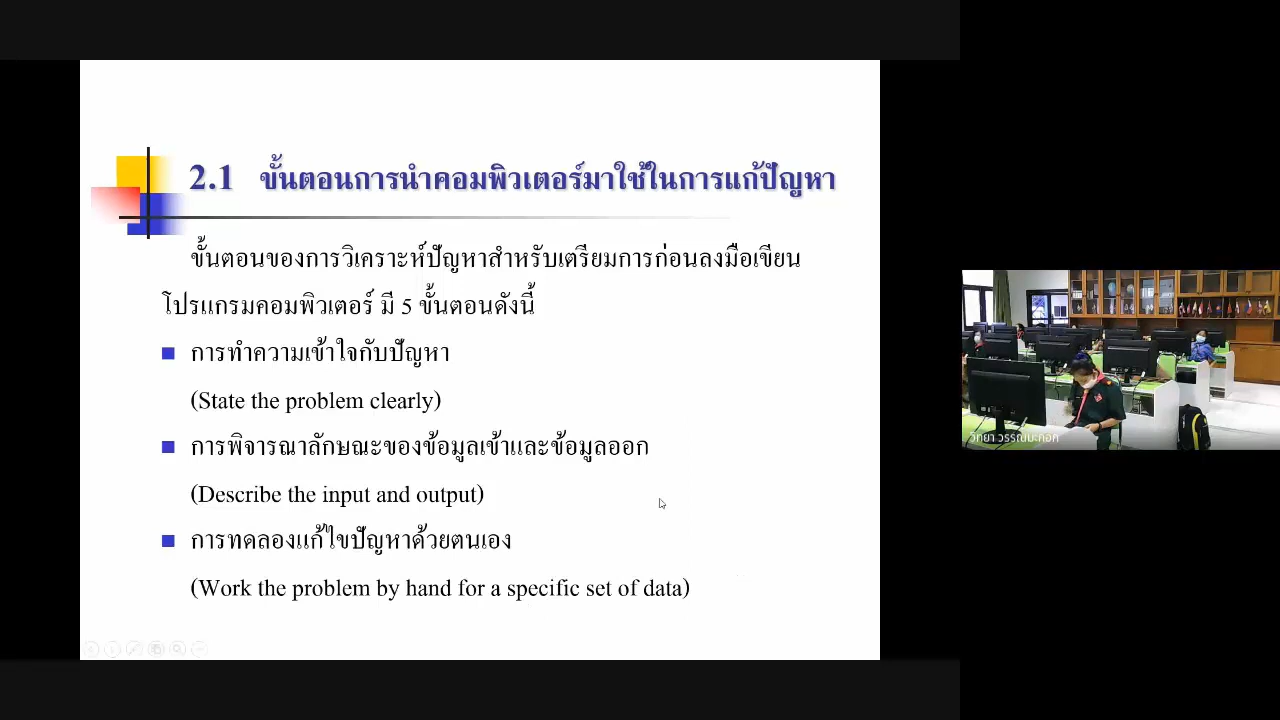 2.1 ขั้นตอนการนำคอมพิวเตอร์มาใช้ในการแก้ปัญหา
ขั้นตอนของการวิเคราะห์ปัญหาสำหรับเตรียมการก่อนลงมือเขียน
โปรแกรมคอมพิวเตอร์ มี 5 ขั้นตอนดังนี้
การทำความเข้าใจกับปัญหา
(State the problem clearly)
การพิจารณาลักษณะของข้อมูลเข้าและข้อมูลออก
(Describe the input and output)
การทดลองแก้ไขปัญหาด้วยตนเอง
(Work the problem by hand for a specific set of data)
วิทยา